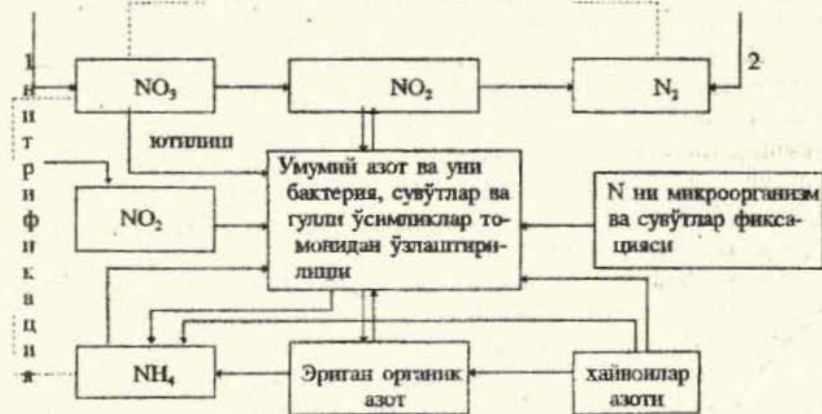 1 нитрификация
NO₃
NO₂
N₂
2
ютилиш
Умумий азот ва уни
бактерия, сувўтлар ва
гулли ўсимликлар то-
монидан ўзлаштири-
лиши
N ни микроорганизм
ва сувўтлар фикса-
цияси
NO₂
NH₄
Эриган органик
азот
хайвонлар
азоти